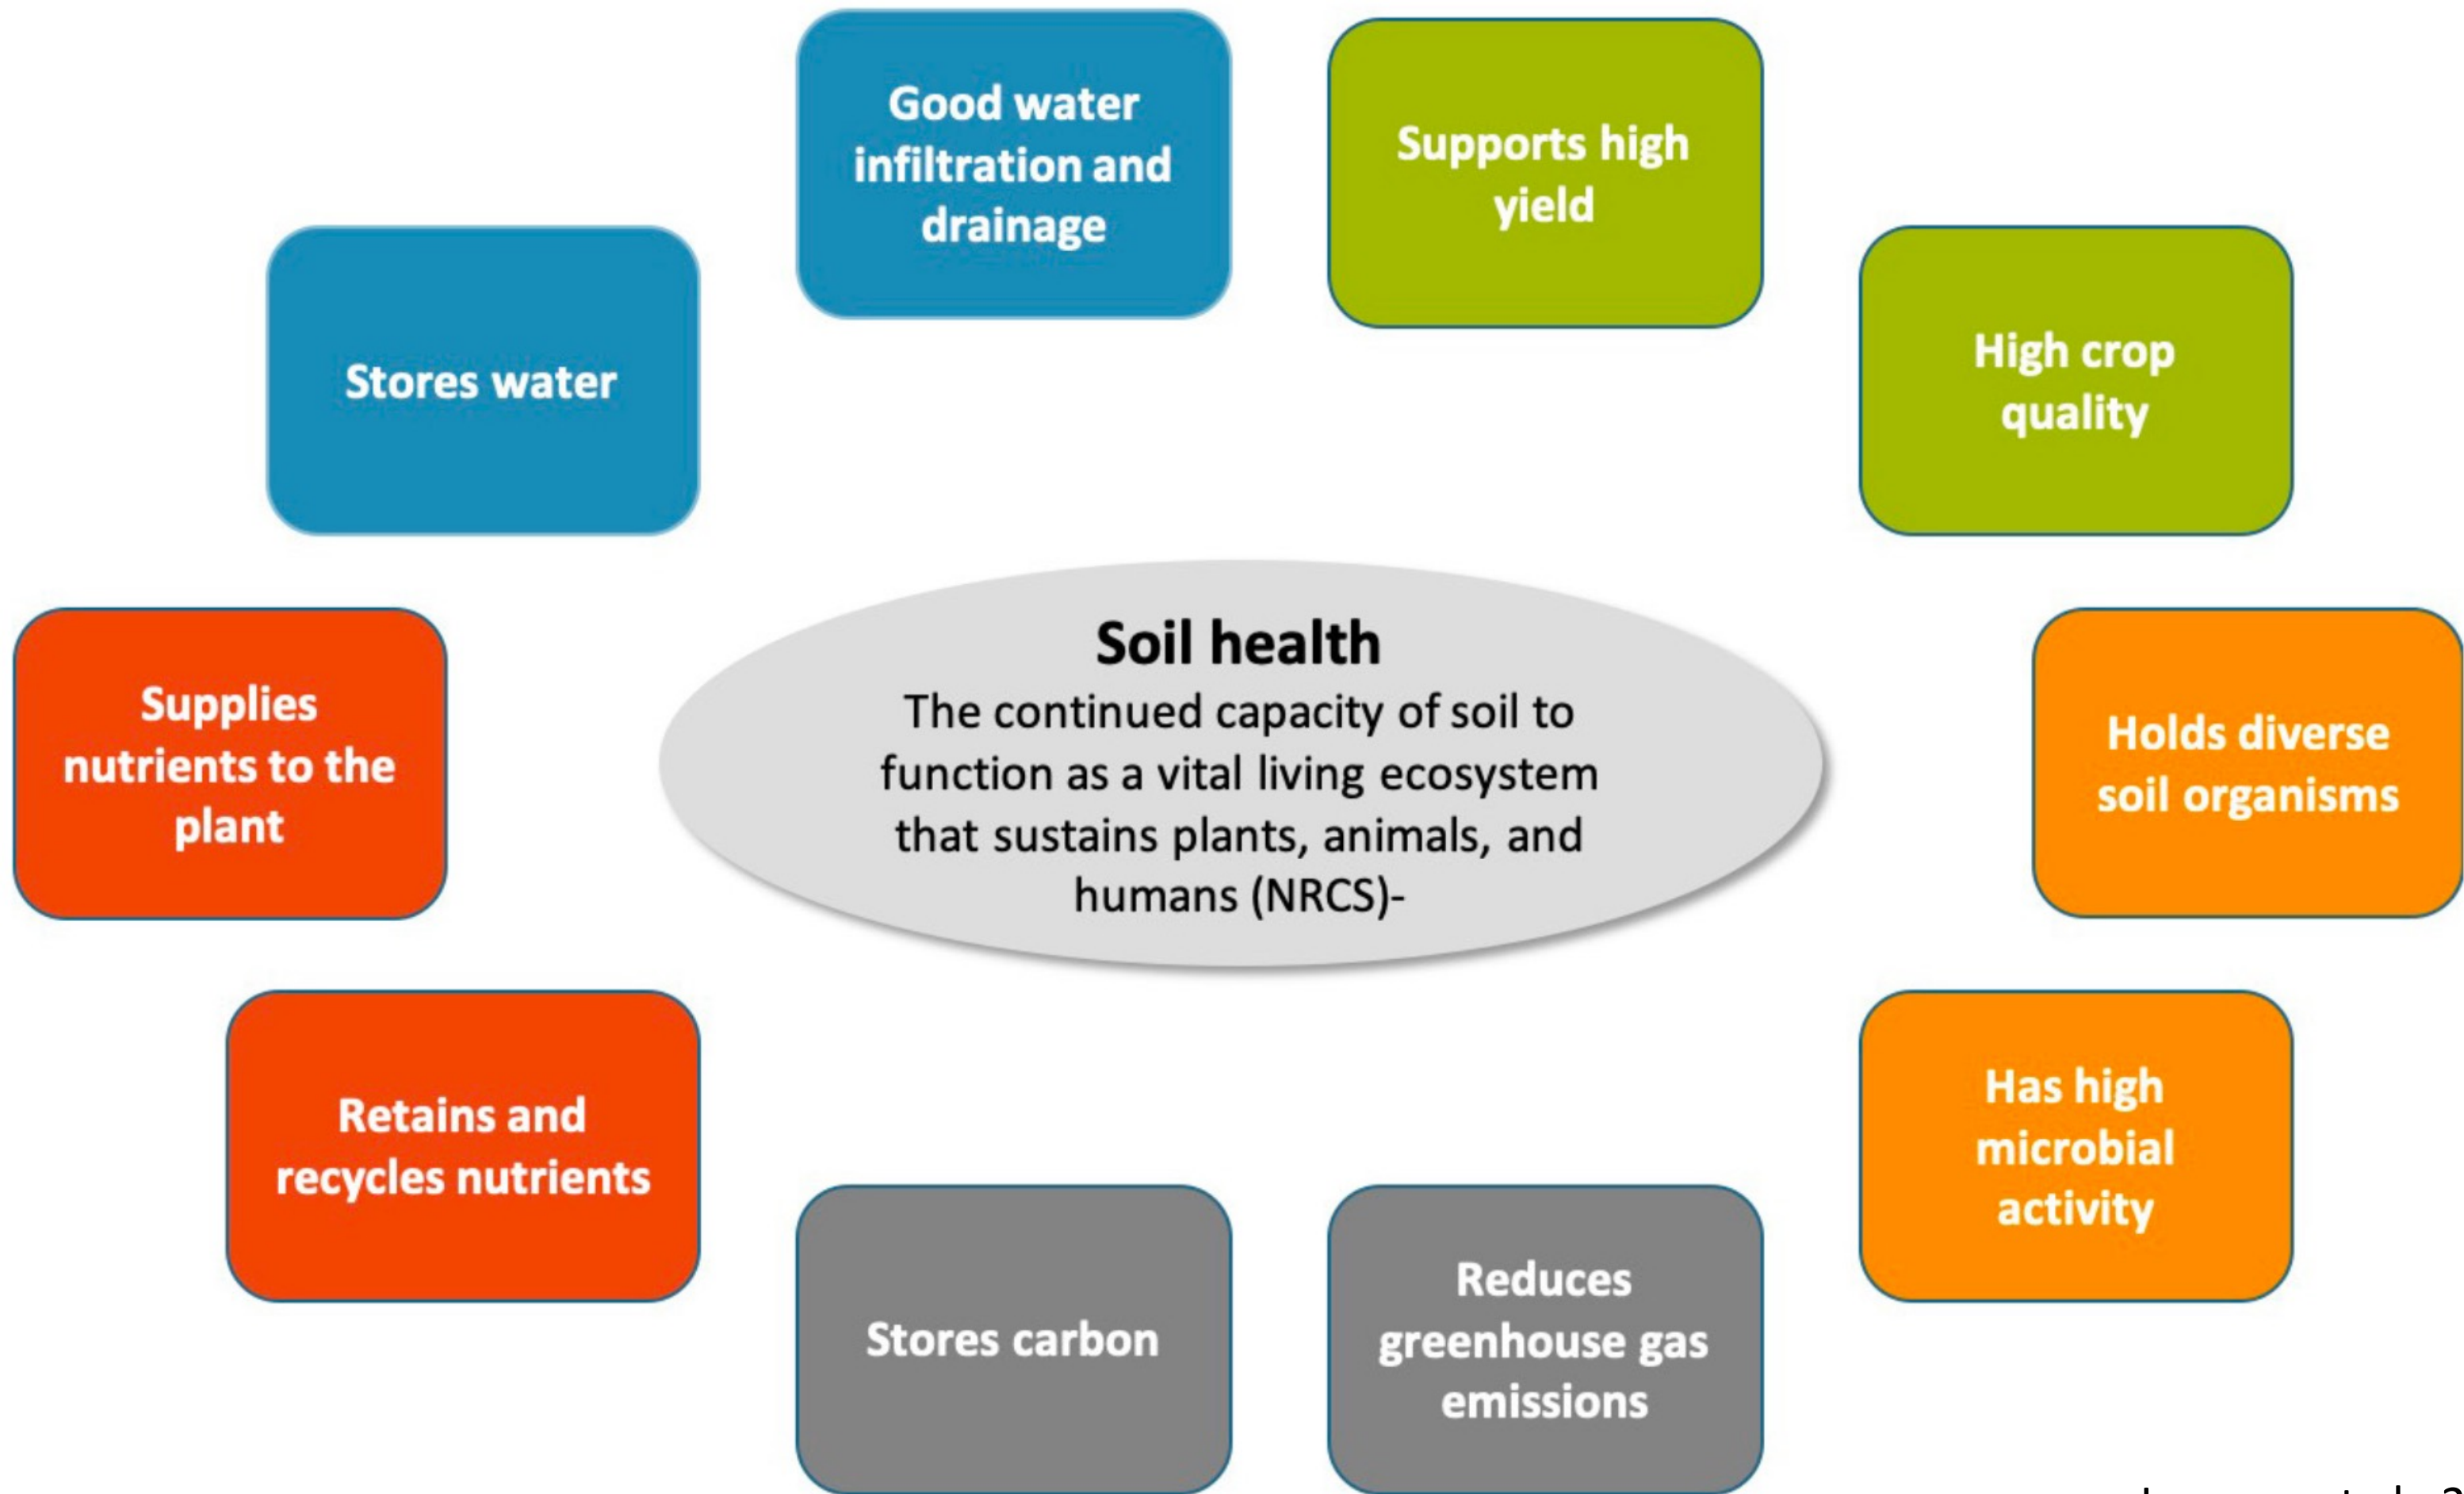 Good water
infiltration and
drainage
Supports high
yield
Stores water
High crop
quality
Soil health
The continued capacity of soil to
function as a vital living ecosystem
that sustains plants, animals, and
humans (NRCS)-
Supplies
nutrients to the
plant
Holds diverse
soil organisms
Retains and
recycles nutrients
Has high
microbial
activity
Stores carbon
Reduces
greenhouse gas
emissions